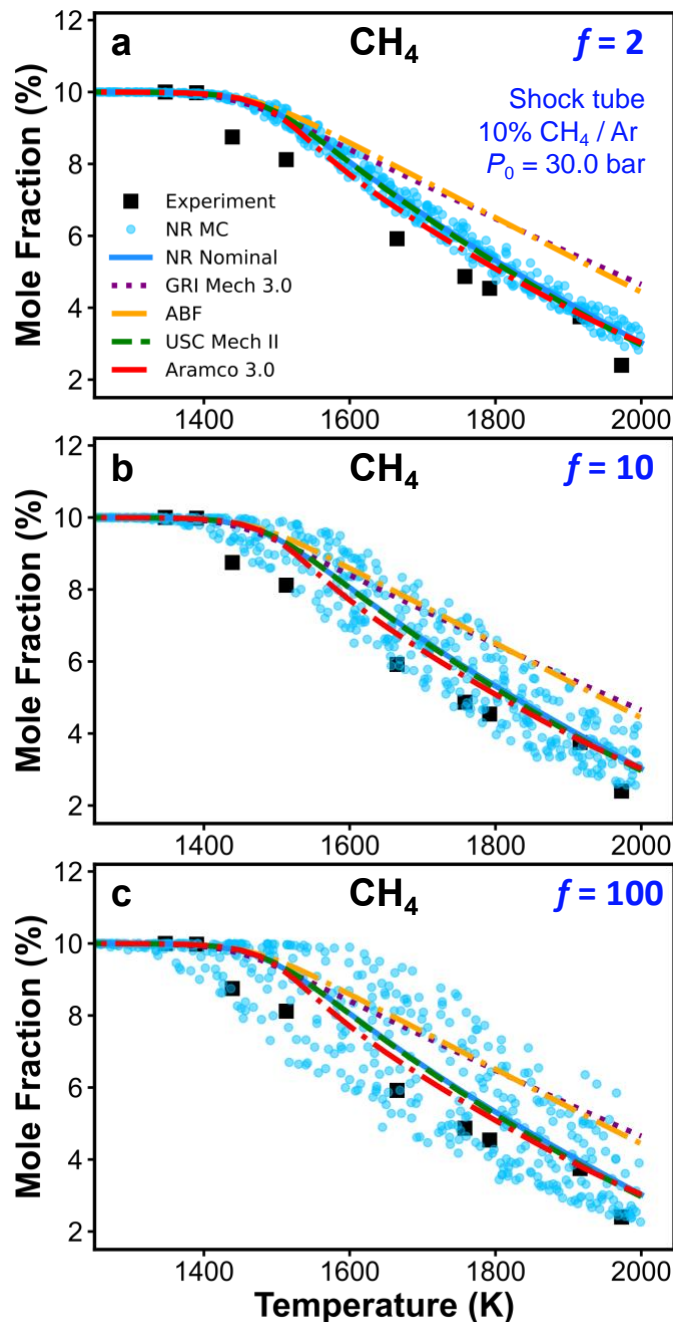 a CH4 f = 2
Shock tube
10% CH4 / Ar
P0 = 30.0 bar
12
10
8
6
4
2
Mole Fraction (%)
Experiment
NR MC
NR Nominal
GRI Mech 3.0
ABF
USC Mech II
Aramco 3.0
1400 1600 1800 2000
b CH4 f = 10
12
10
8
6
4
2
Mole Fraction (%)
1400 1600 1800 2000
c CH4 f = 100
12
10
8
6
4
2
Mole Fraction (%)
1400 1600 1800 2000
Temperature (K)